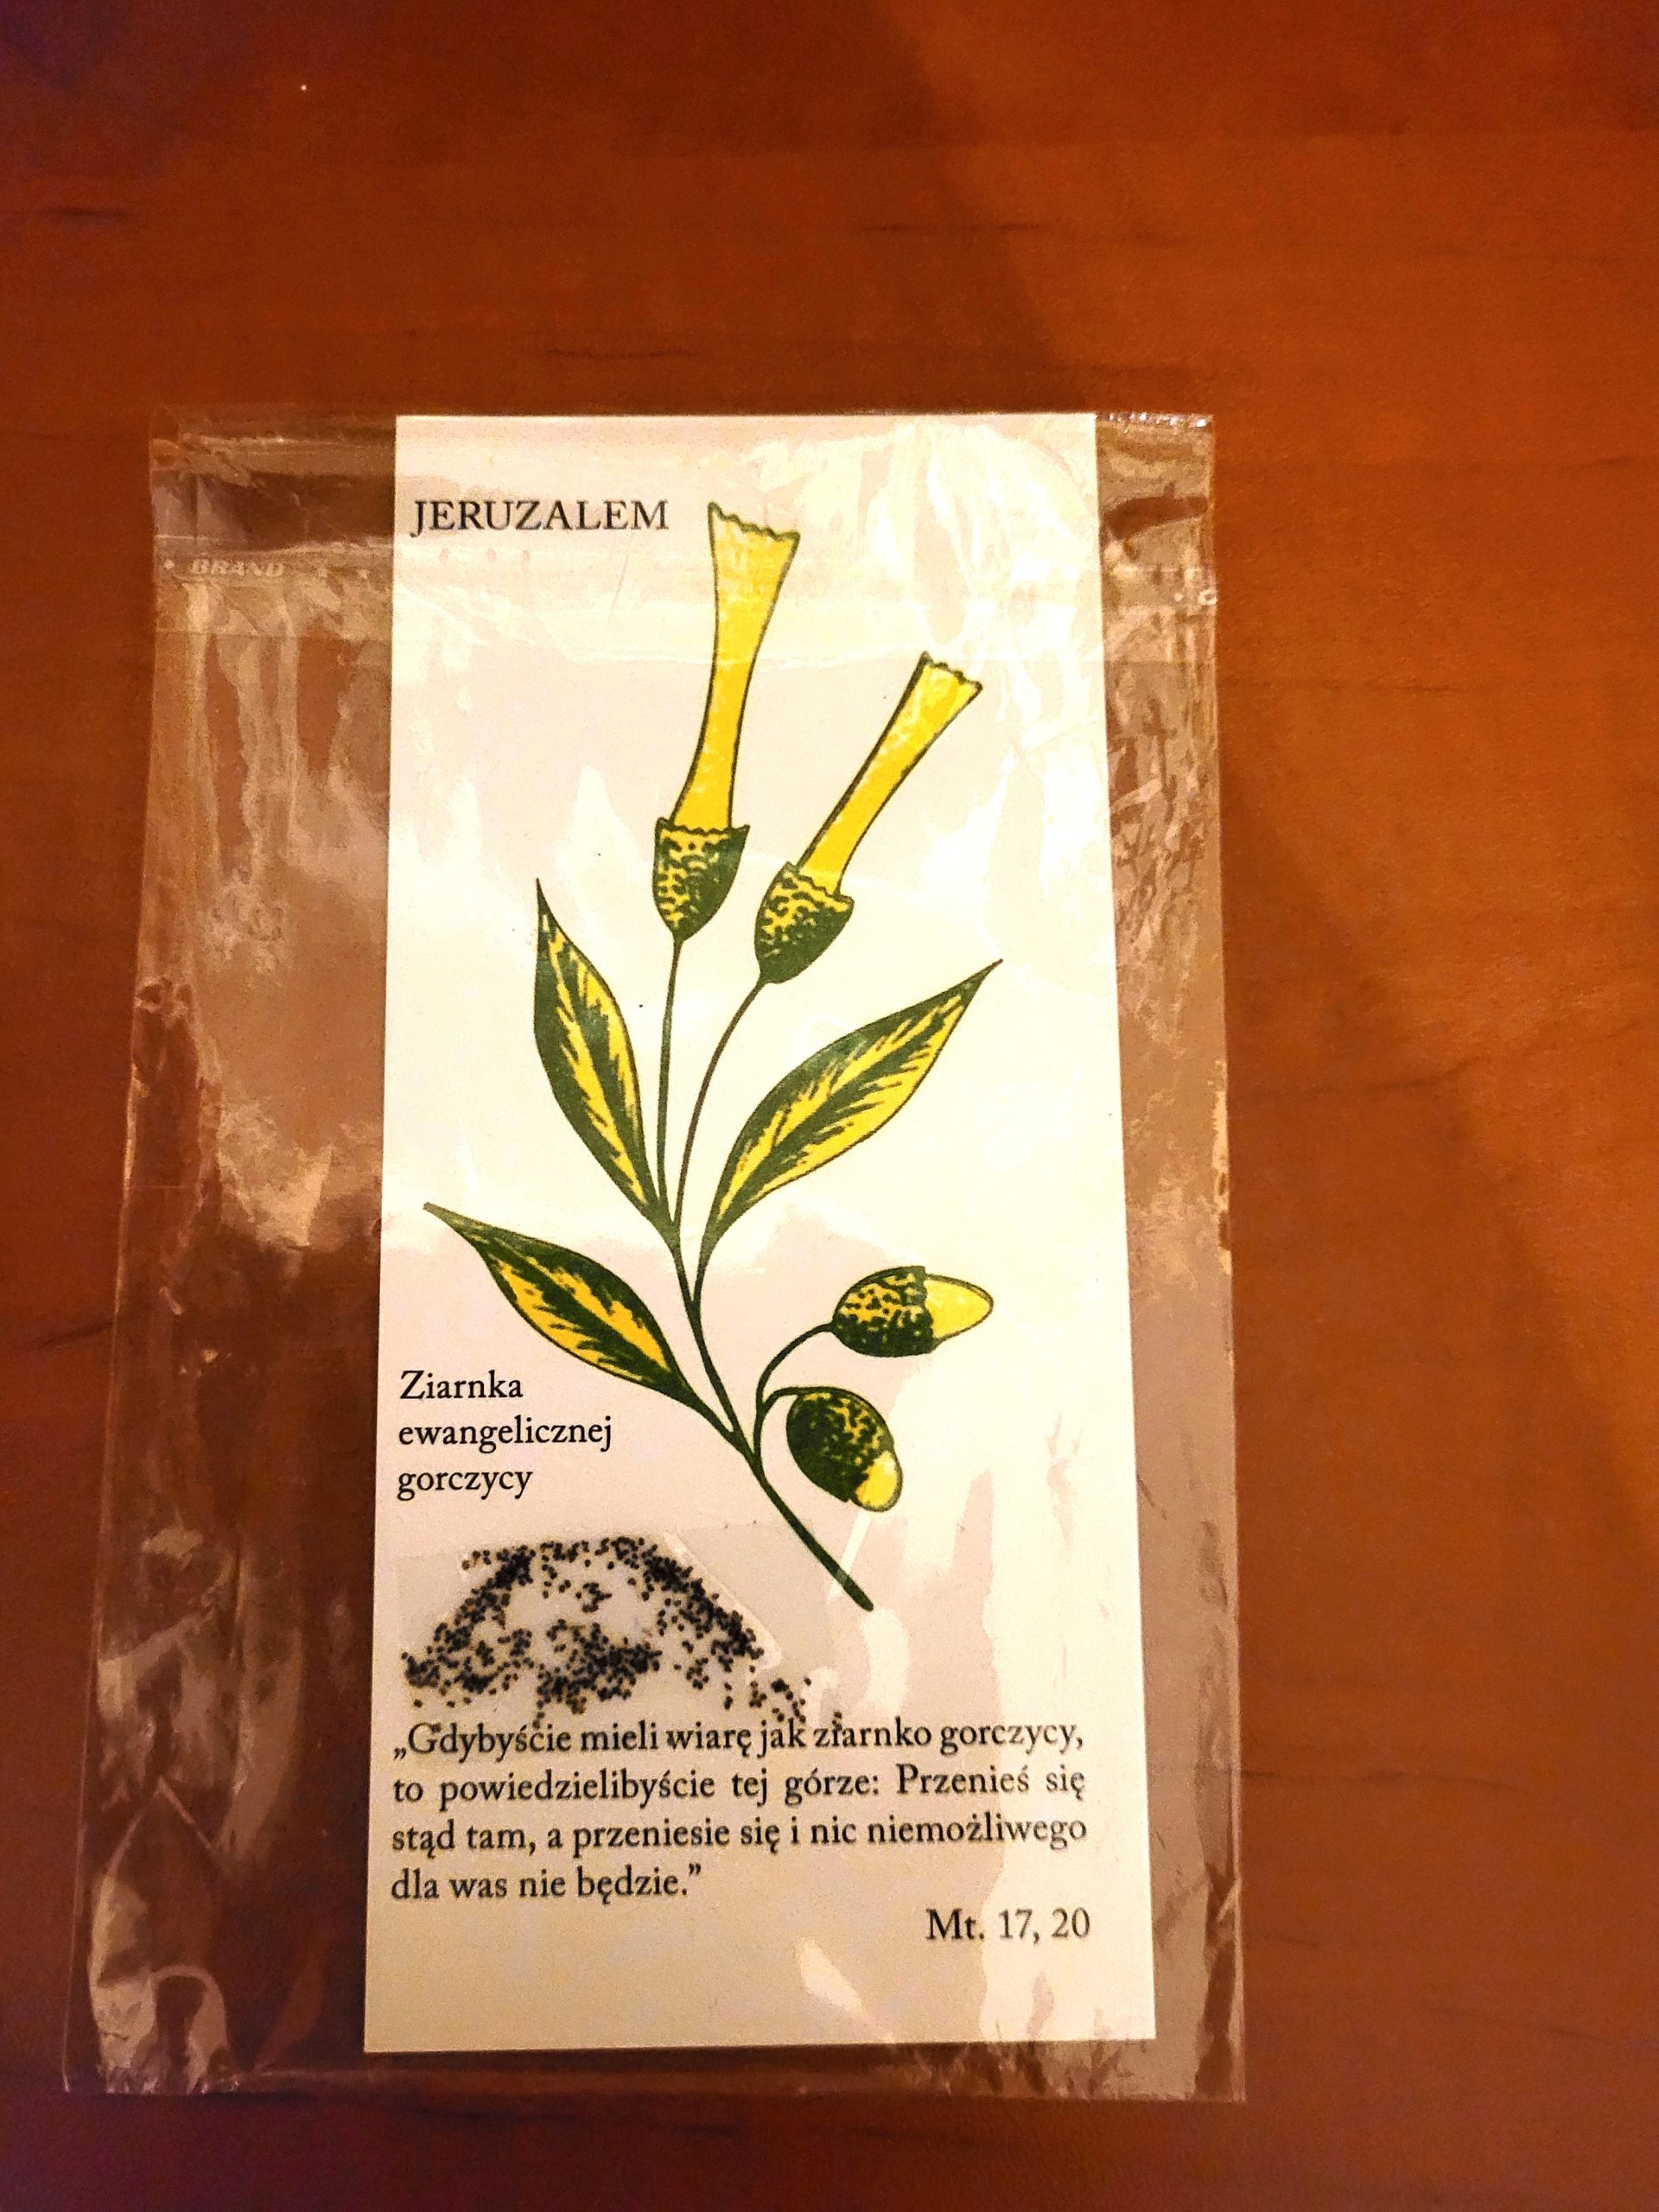 JERUZALEM
BRAND
Ziarnka
ewangelicznej
gorczycy
„Gdybyście mieli wiarę jak ziarnko gorczycy,
to powiedzielibyście tej górze: Przenieś się
stąd tam, a przeniesie się i nic niemożliwego
dla was nie będzie.”
Mt. 17, 20